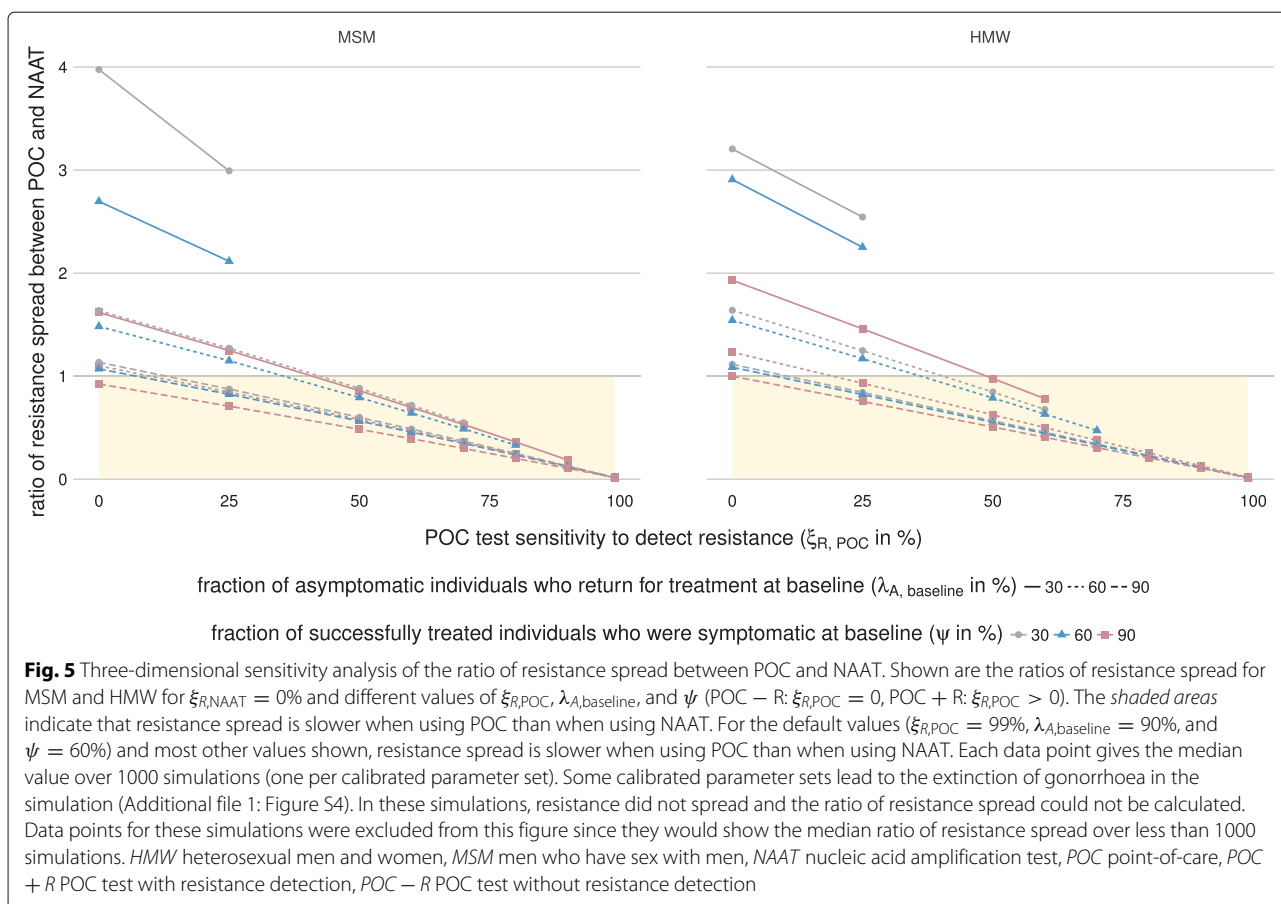 MSM
HMW
ratio of resistance spread between POC and NAAT
4
3
2
1
0
0 25 50 75 100
0 25 50 75 100
POC test sensitivity to detect resistance (ξR, POC in %)
fraction of asymptomatic individuals who return for treatment at baseline (λA, baseline in %) 30 60 90
fraction of successfully treated individuals who were symptomatic at baseline (ψ in %) 30 60 90
Fig. 5 Three-dimensional sensitivity analysis of the ratio of resistance spread between POC and NAAT. Shown are the ratios of resistance spread for
MSM and HMW for ξR,NAAT = 0% and different values of ξR,POC, λA,baseline, and ψ (POC − R: ξR,POC = 0, POC + R: ξR,POC > 0). The shaded areas
indicate that resistance spread is slower when using POC than when using NAAT. For the default values (ξR,POC = 99%, λA,baseline = 90%, and
ψ = 60%) and most other values shown, resistance spread is slower when using POC than when using NAAT. Each data point gives the median
value over 1000 simulations (one per calibrated parameter set). Some calibrated parameter sets lead to the extinction of gonorrhoea in the
simulation (Additional file 1: Figure S4). In these simulations, resistance did not spread and the ratio of resistance spread could not be calculated.
Data points for these simulations were excluded from this figure since they would show the median ratio of resistance spread over less than 1000
simulations. HMW heterosexual men and women, MSM men who have sex with men, NAAT nucleic acid amplification test, POC point-of-care, POC
+ R POC test with resistance detection, POC − R POC test without resistance detection